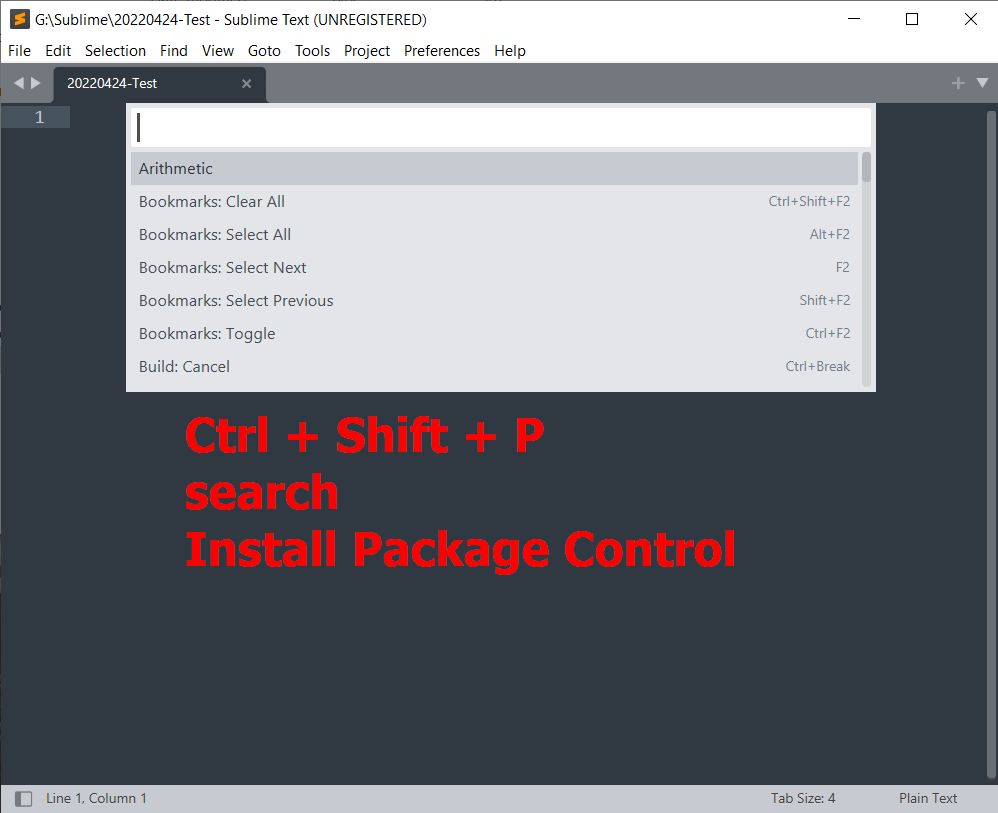 G:\Sublime\20220424-Test - Sublime Text (UNREGISTERED)
File Edit Selection Find View Goto Tools Project Preferences Help
20220424-Test
1
Arithmetic
Bookmarks: Clear All Ctrl+Shift+F2
Bookmarks: Select All Alt+F2
Bookmarks: Select Next F2
Bookmarks: Select Previous Shift+F2
Bookmarks: Toggle Ctrl+F2
Build: Cancel Ctrl+Break
Ctrl + Shift + P
search
Install Package Control
Line 1, Column 1 Tab Size: 4 Plain Text